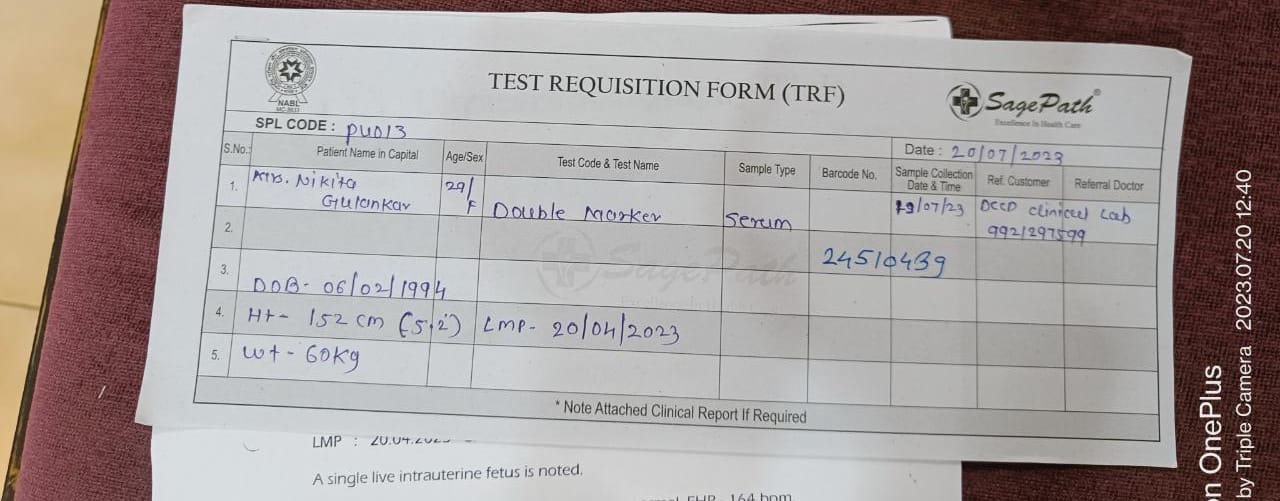 NABL
TEST REQUISITION FORM (TRF)
SagePath®
Excellence In Health Care
SPL CODE : PU013
Date : 20/07/2023
S.No.: Patient Name in Capital Age/Sex Test Code & Test Name Sample Type Barcode No. Sample Collection Date & Time Ref. Customer Referral Doctor
1. Mrs. Nikita Gulankar 29/F Double Marker Serum 19/07/23 clinical Lab
9921297599
2. 24510439
3. DOB- 06/02/1994
4. Ht- 152 cm (5.2) LMP- 20/04/2023
5. Wt- 60kg
SagePath
* Note Attached Clinical Report If Required
LMP : 20.04.
A single live intrauterine fetus is noted.
FHR 164 bpm
n OnePlus
by Triple Camera 2023.07.20 12:40